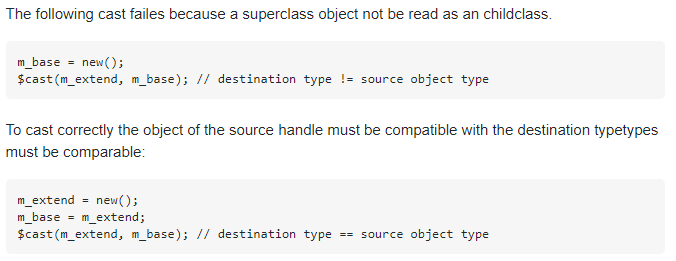 The following cast failes because a superclass object not be read as an childclass.
m_base = new();
$cast(m_extend, m_base); // destination type != source object type
To cast correctly the object of the source handle must be compatible with the destination typetypes
must be comparable:
m_extend = new();
m_base = m_extend;
$cast(m_extend, m_base); // destination type == source object type